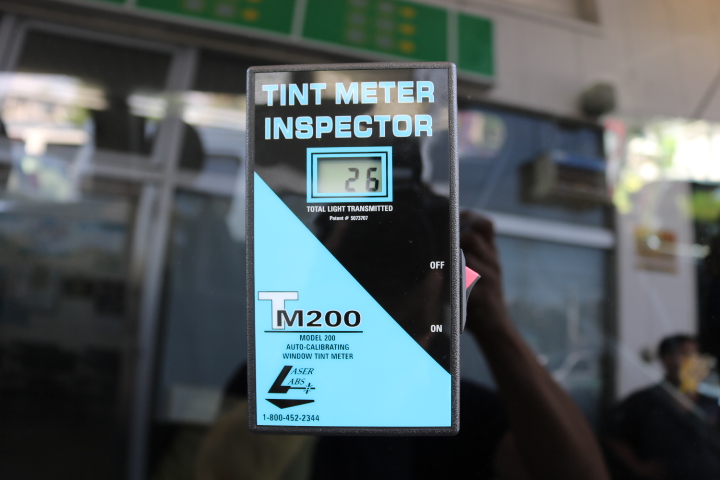 TINT METER
INSPECTOR
26
TOTAL LIGHT TRANSMITTED
Patent # 5073707
OFF
TM200
ON
MODEL 200
AUTO-CALIBRATING
WINDOW TINT METER
LASER
LABS
1-800-452-2344